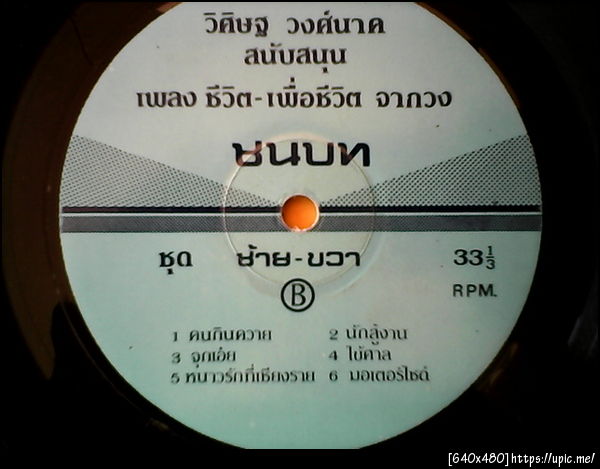 วิศิษฐ วงศ์นาค
สนับสนุน
เพลง ชีวิต-เพื่อชีวิต จากวง
ชนบท
ชุด ซ้าย-ขวา 33 1/3
B RPM.
1 คนกินควาย 2 นักสู้งาน
3 จุกเอ๋ย 4 ไข้ศาล
5 หนาวรักที่เชียงราย 6 มอเตอร์ไซด์
[640x480]https://upic.me/